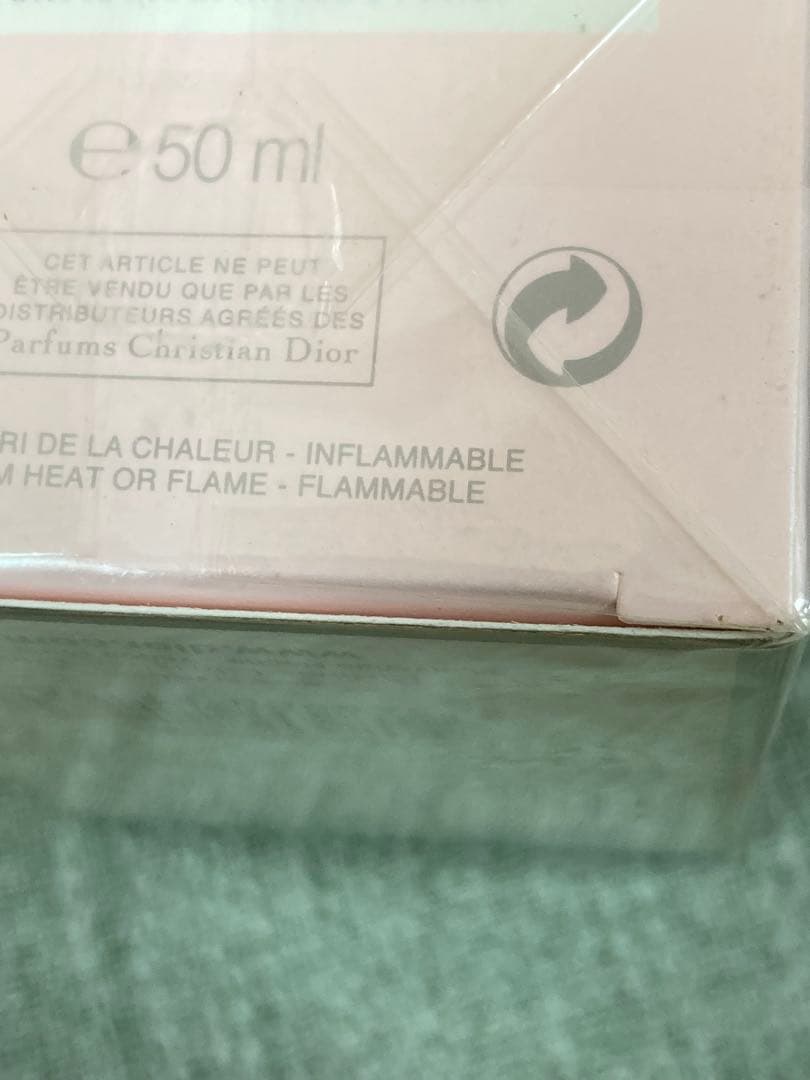 ℮ 50 ml
CET ARTICLE NE PEUT
ÊTRE VENDU QUE PAR LES
DISTRIBUTEURS AGRÉÉS DES
Parfums Christian Dior
RI DE LA CHALEUR - INFLAMMABLE
M HEAT OR FLAME - FLAMMABLE